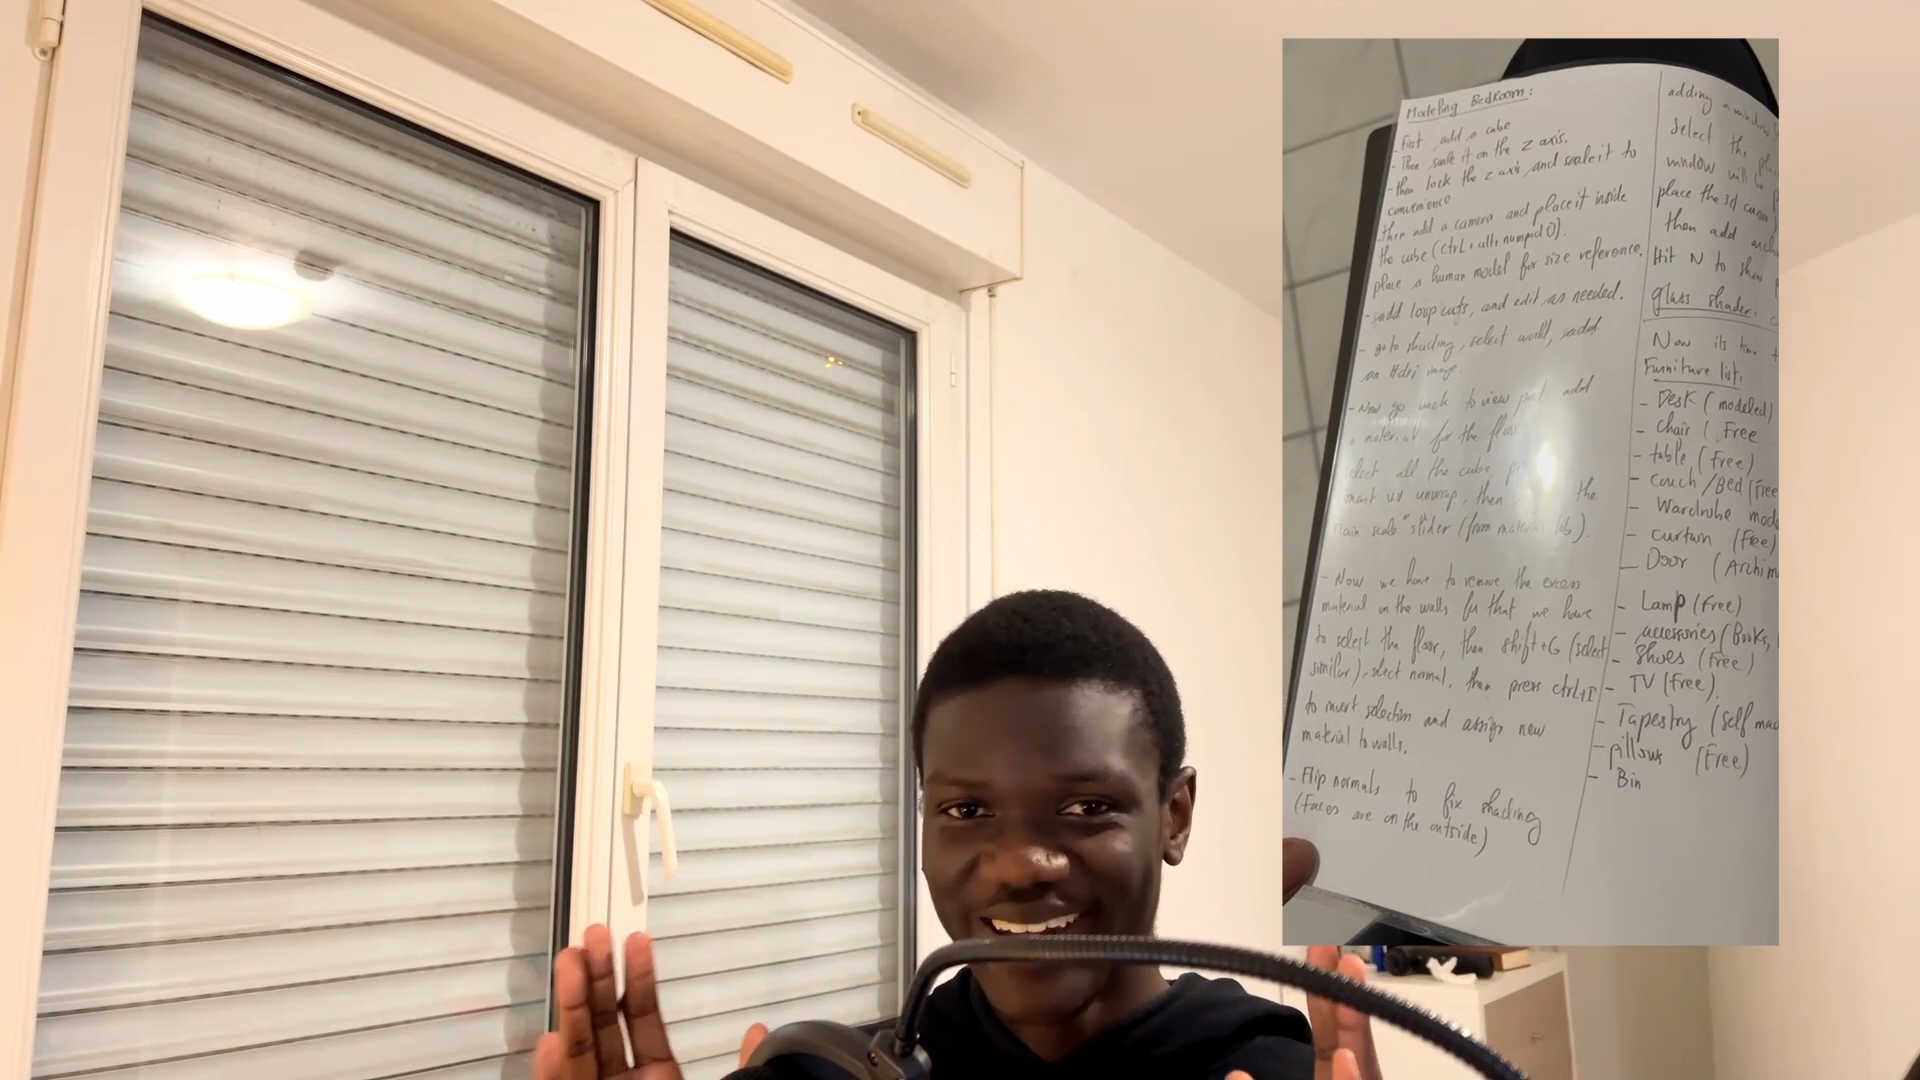 Modeling BedRoom:
- First, add a cube
- Then scale it on the Z axis.
- then lock the z axis and scale it to
convenience
- then add a camera and place it inside
the cube (ctrl + alt + numpad 0).
place a human model for size reference.
- add loop cuts, and edit as needed.
- go to shading, select world, add
an Hdri image.
- Now go back to view port add
a material for the floor.
select all the cube
uv unwrap, then the
scale" slider (from material lib).
- Now we have to remove the excess
material on the walls for that we have
to select the floor, then shift+G (select
similar), select normal, then press ctrl+I
to invert selection and assign new
material to walls.
- Flip normals to fix shading
(Faces are on the outside)
adding a window
Select the
window will
place the 3d cursor
then add
Hit N to show
glass shader:
Now its time
Furniture list.
- Desk (modeled)
- chair ( Free
- table (Free)
- couch/Bed (Free
- Wardrobe
- curtain (Free)
- Door (Archim
- Lamp (Free)
- accessories (Books,
- Shoes (Free)
- TV (Free).
- Tapestry (self mad
- pillows (Free)
- Bin